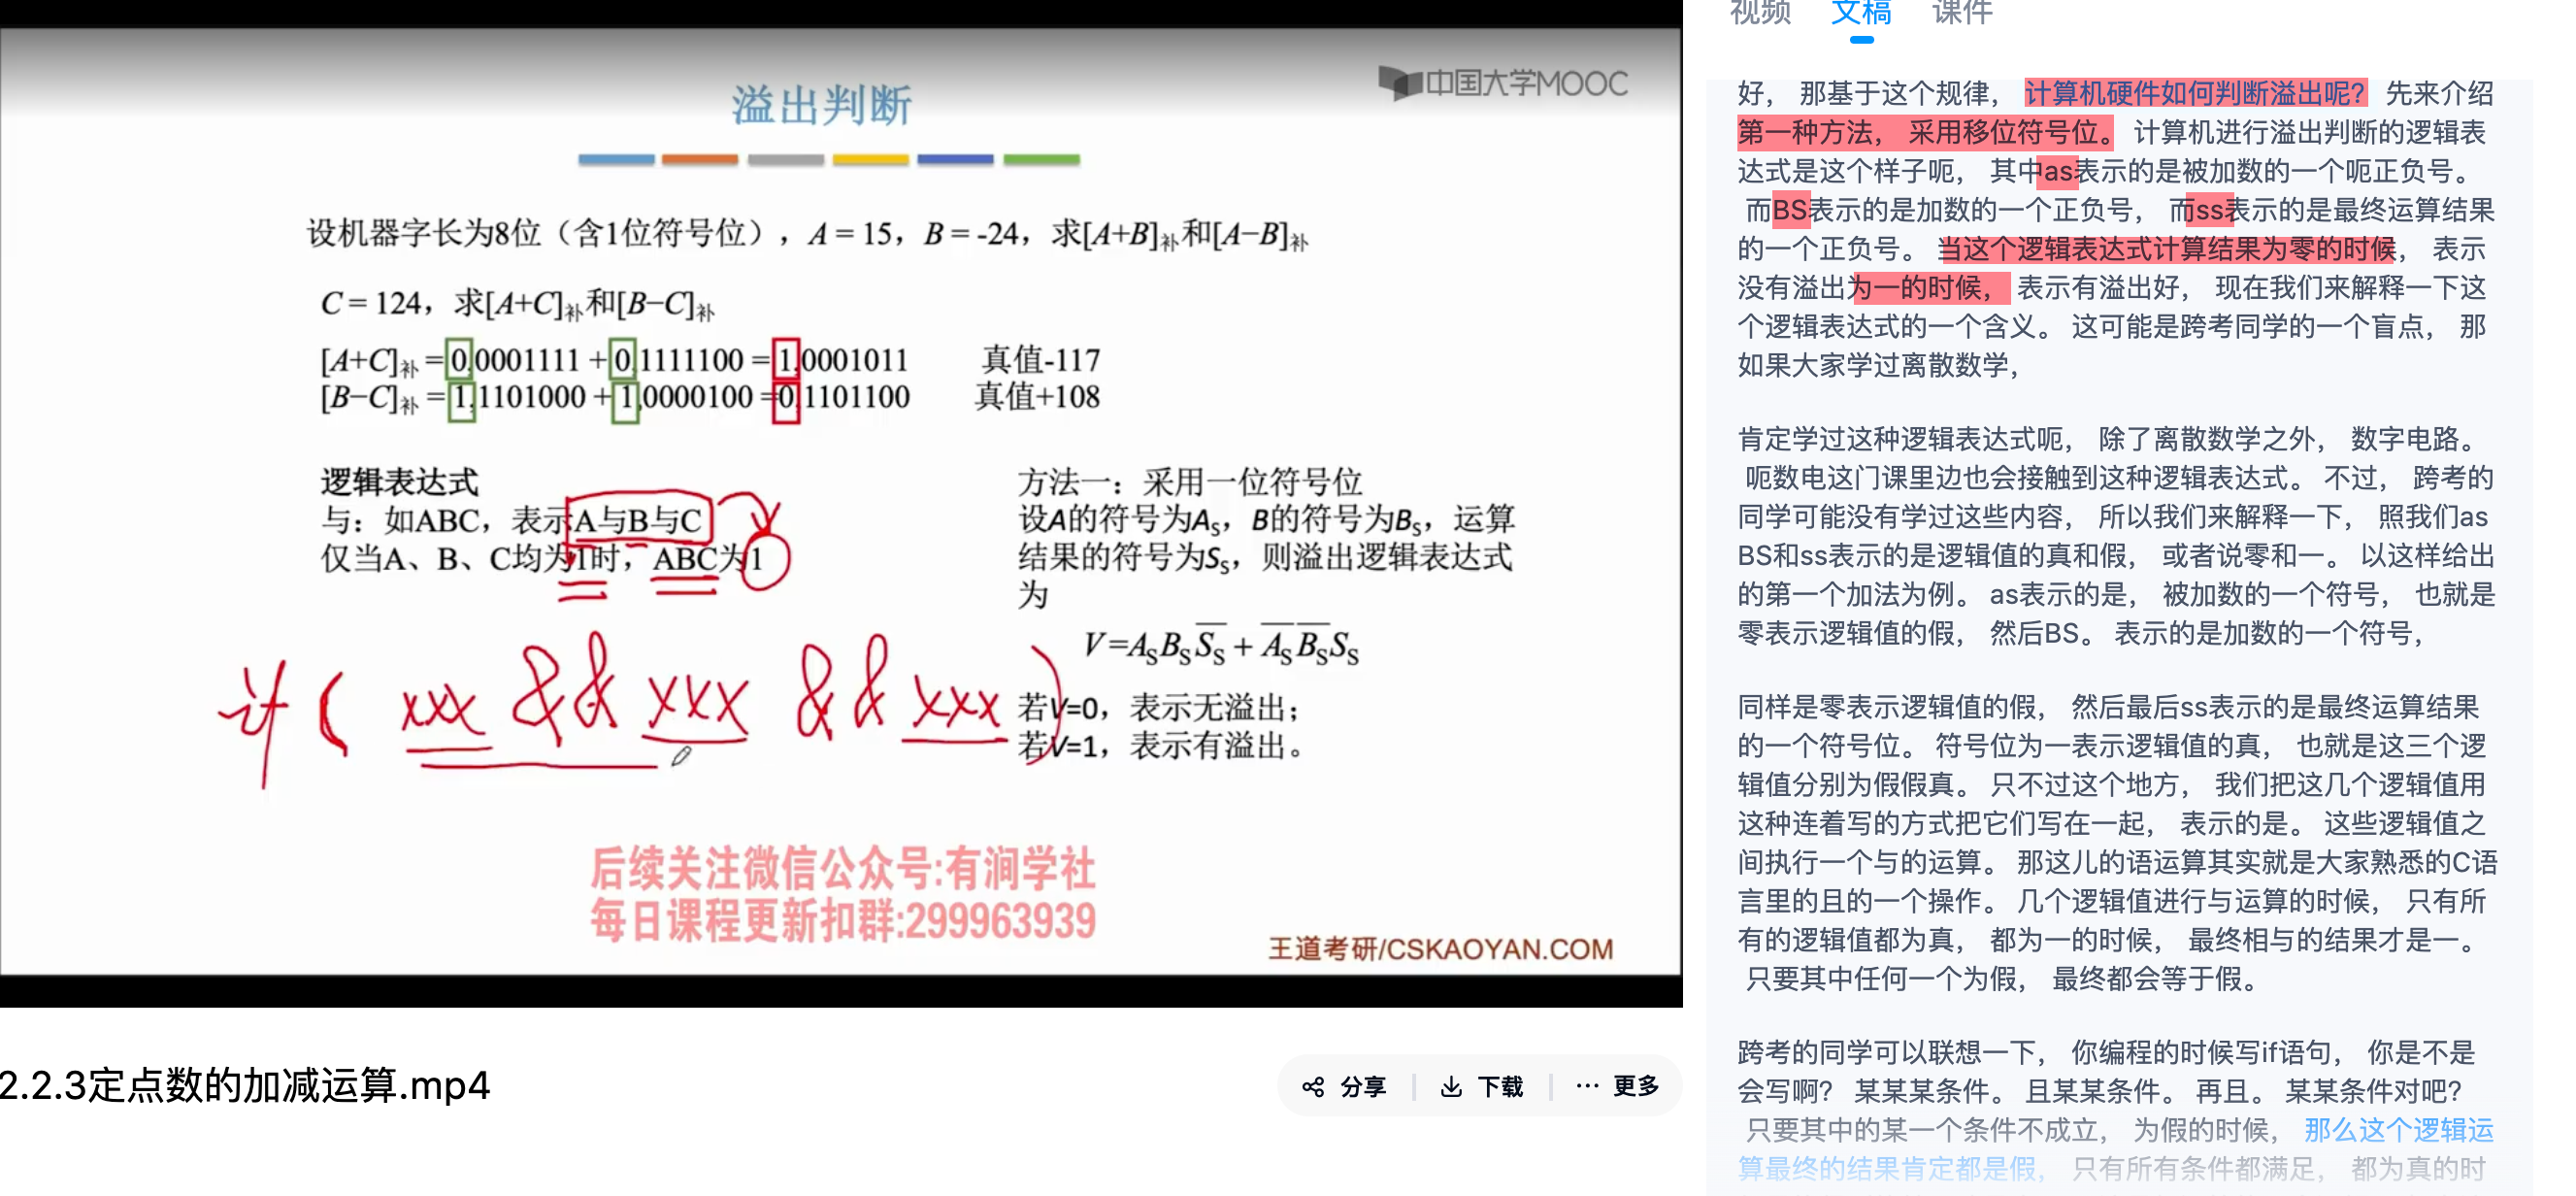 中国大学MOOC
溢出判断
设机器字长为8位（含1位符号位），A = 15，B = -24，求[A+B]补和[A−B]补
C = 124，求[A+C]补和[B−C]补
[A+C]补 = 0,0001111 + 0,1111100 = 1,0001011 真值-117
[B−C]补 = 1,1101000 + 1,0000100 =0,1101100 真值+108
逻辑表达式
与：如ABC，表示A与B与C
仅当A、B、C均为1时，ABC为1
if ( xxx && xxx && xxx )
方法一：采用一位符号位
设A的符号为AS，B的符号为BS，运算
结果的符号为SS，则溢出逻辑表达式
为
V=A_S B_S \overline{S_S} + \overline{A_S} \overline{B_S} S_S
若V=0，表示无溢出；
若V=1，表示有溢出。
后续关注微信公众号:有涧学社
每日课程更新扣群:299963939
王道考研/CSKAOYAN.COM
2.2.3定点数的加减运算.mp4
分享 下载 更多
视频 文稿 课件
好， 那基于这个规律， 计算机硬件如何判断溢出呢？ 先来介绍
第一种方法， 采用移位符号位。 计算机进行溢出判断的逻辑表
达式是这个样子呃， 其中as表示的是被加数的一个呃正负号。
而BS表示的是加数的一个正负号， 而ss表示的是最终运算结果
的一个正负号。 当这个逻辑表达式计算结果为零的时候， 表示
没有溢出为一的时候， 表示有溢出好， 现在我们来解释一下这
个逻辑表达式的一个含义。 这可能是跨考同学的一个盲点， 那
如果大家学过离散数学，
肯定学过这种逻辑表达式呃， 除了离散数学之外， 数字电路。
呃数电这门课里边也会接触到这种逻辑表达式。 不过， 跨考的
同学可能没有学过这些内容， 所以我们来解释一下， 照我们as
BS和ss表示的是逻辑值的真和假， 或者说零和一。 以这样给出
的第一个加法为例。 as表示的是， 被加数的一个符号， 也就是
零表示逻辑值的假， 然后BS。 表示的是加数的一个符号，
同样是零表示逻辑值的假， 然后最后ss表示的是最终运算结果
的一个符号位。 符号位为一表示逻辑值的真， 也就是这三个逻
辑值分别为假假真。 只不过这个地方， 我们把这几个逻辑值用
这种连着写的方式把它们写在一起， 表示的是。 这些逻辑值之
间执行一个与的运算。 那这儿的语运算其实就是大家熟悉的C语
言里的且的一个操作。 几个逻辑值进行与运算的时候， 只有所
有的逻辑值都为真， 都为一的时候， 最终相与的结果才是一。
只要其中任何一个为假， 最终都会等于假。
跨考的同学可以联想一下， 你编程的时候写if语句， 你是不是
会写啊？ 某某某条件。 且某某条件。 再且。 某某条件对吧？
只要其中的某一个条件不成立， 为假的时候， 那么这个逻辑运
算最终的结果肯定都是假， 只有所有条件都满足， 都为真的时